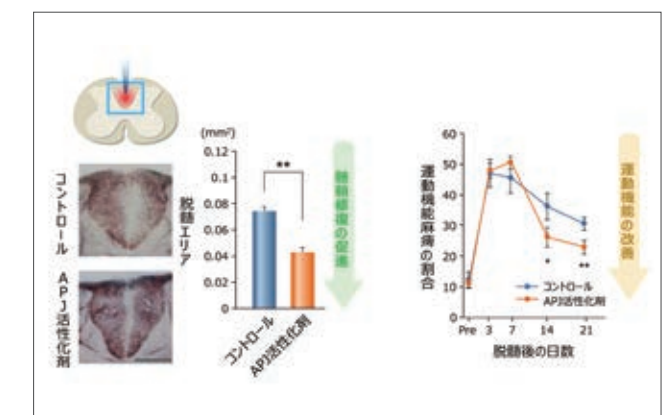 コントロール
APJ活性化剤
(mm²)
0.12
0.1
0.08
0.06
0.04
0.02
0
脱髄エリア
**
コントロール
APJ活性化剤
髄鞘修復の促進
60
50
40
30
20
10
0
運動機能麻痺の割合
コントロール
APJ活性化剤
*
**
Pre
3
7
14
21
脱髄後の日数
運動機能の改善